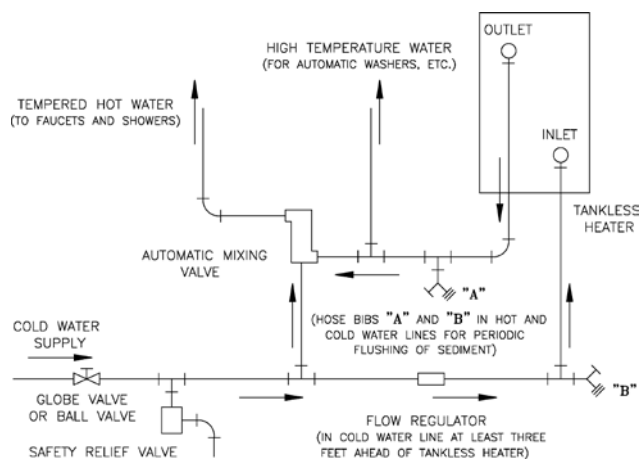 OUTLET
HIGH TEMPERATURE WATER
(FOR AUTOMATIC WASHERS, ETC.)
TEMPERED HOT WATER
(TO FAUCETS AND SHOWERS)
INLET
TANKLESS
HEATER
AUTOMATIC MIXING
VALVE
"A"
(HOSE BIBS "A" AND "B" IN HOT AND
COLD WATER LINES FOR PERIODIC
FLUSHING OF SEDIMENT)
COLD WATER
SUPPLY
"B"
GLOBE VALVE
OR BALL VALVE
FLOW REGULATOR
(IN COLD WATER LINE AT LEAST THREE
FEET AHEAD OF TANKLESS HEATER)
SAFETY RELIEF VALVE